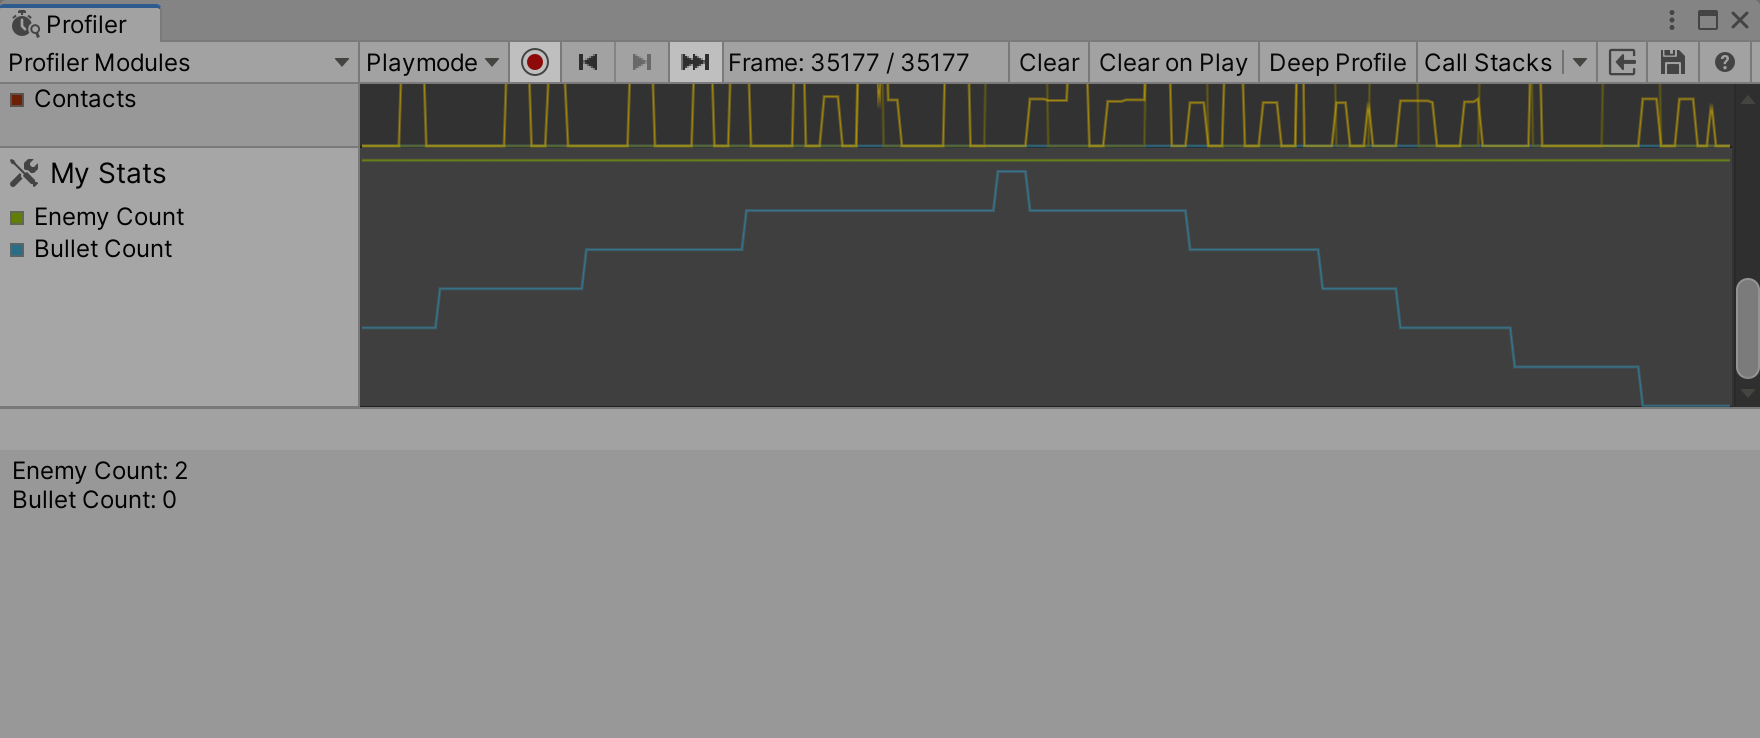 Profiler
Profiler Modules Playmode Frame: 35177 / 35177 Clear Clear on Play Deep Profile Call Stacks
Contacts
My Stats
Enemy Count
Bullet Count
Enemy Count: 2
Bullet Count: 0